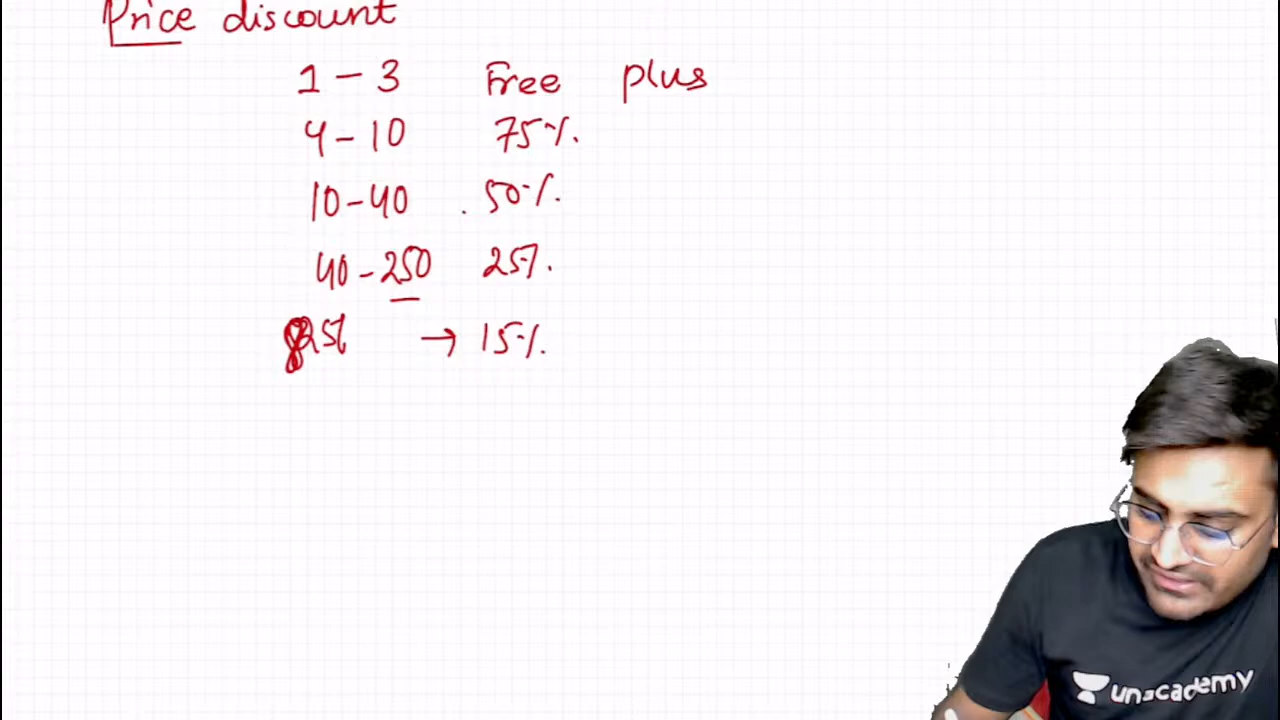 Price discount
1 - 3 Free plus
4 - 10 75%.
10 - 40 50%.
40 - 250 25%.
→ 15%.
unacademy